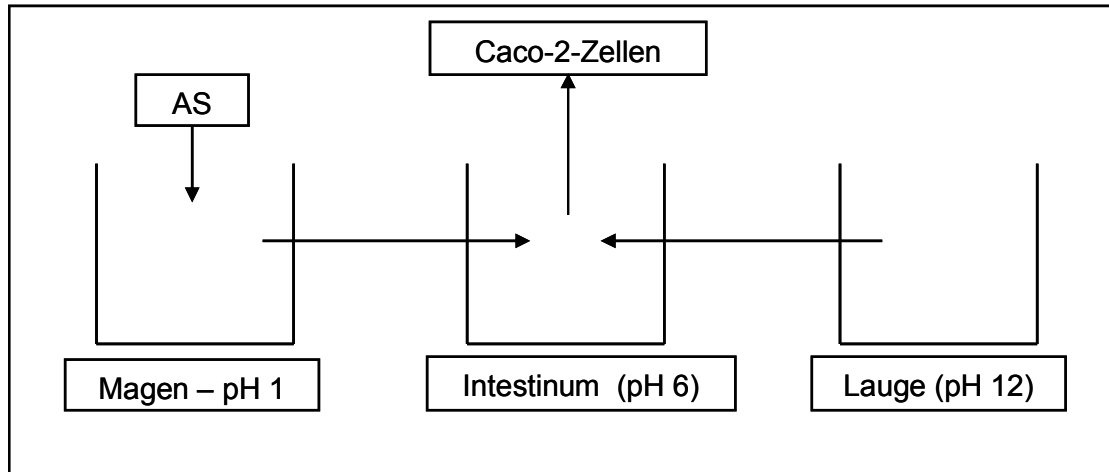 Caco-2-Zellen
AS
Magen – pH 1
Intestinum (pH 6)
Lauge (pH 12)